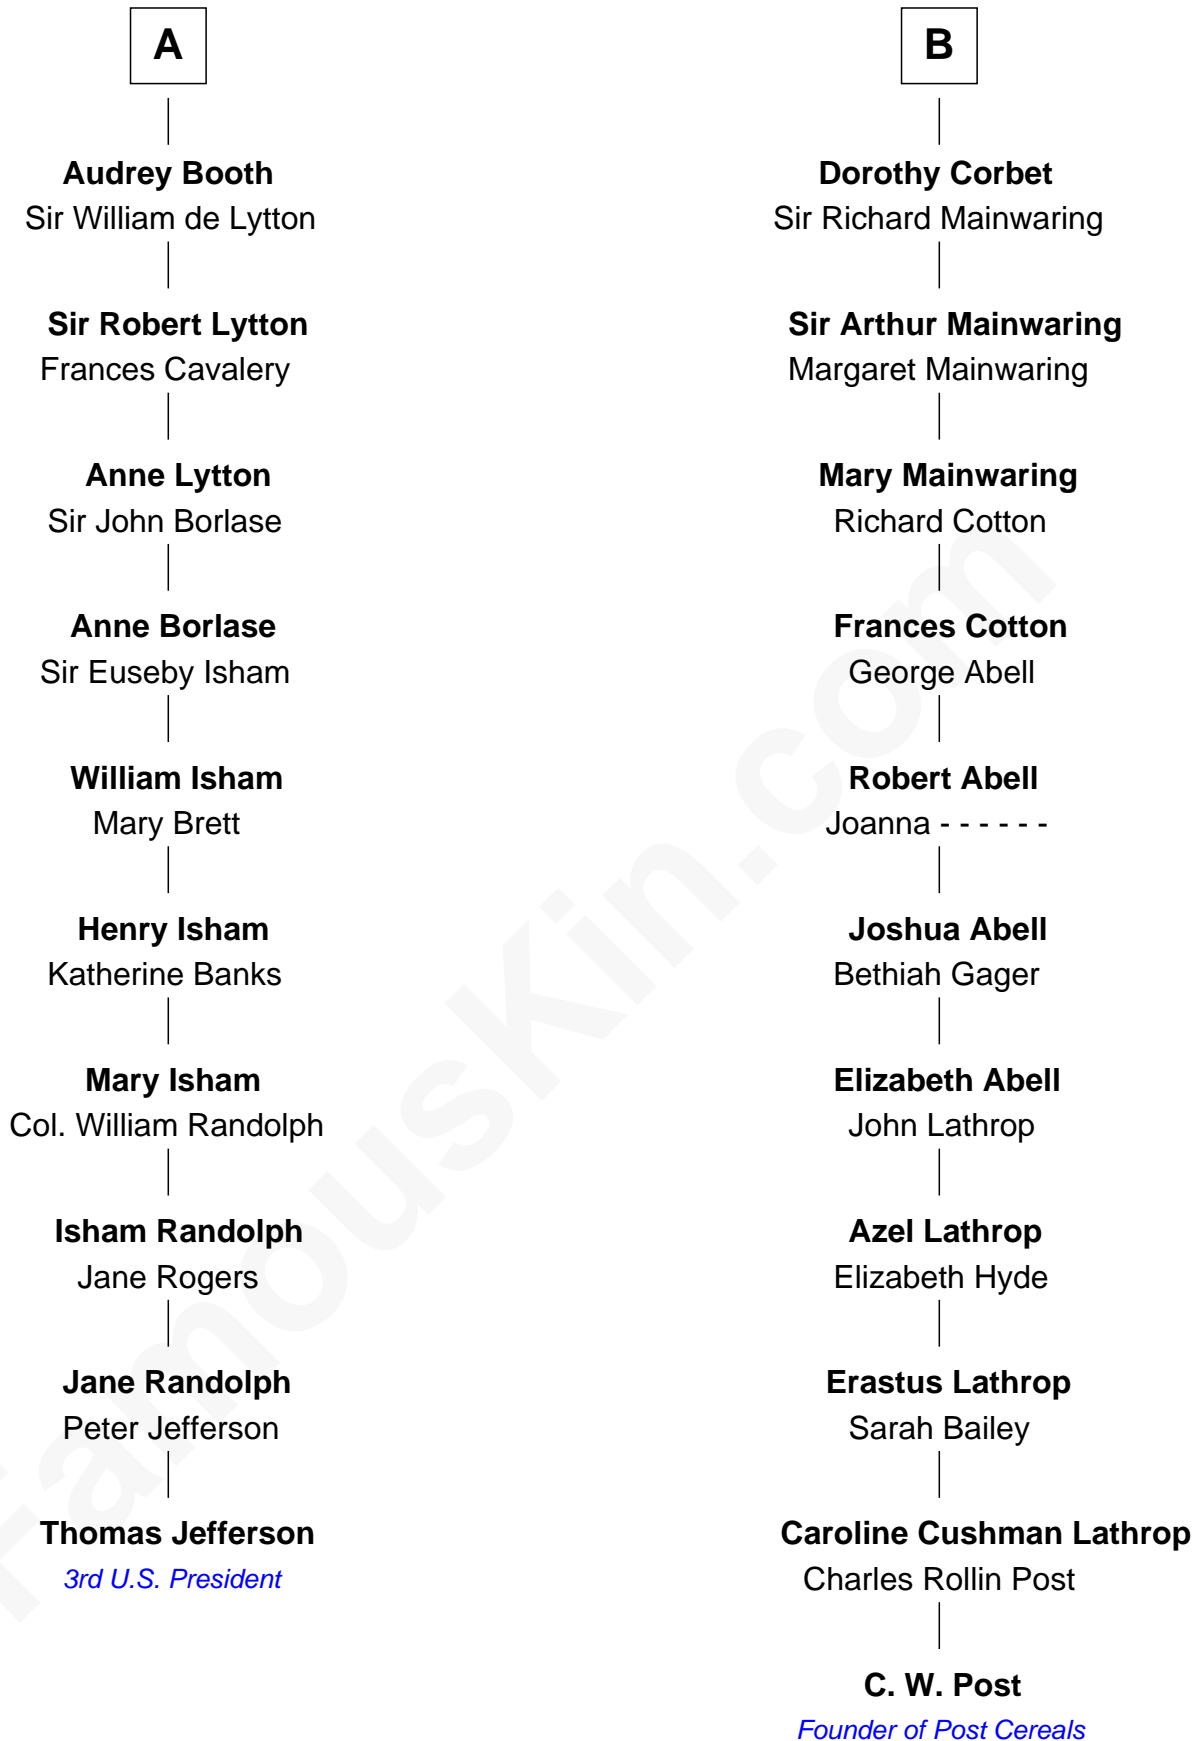 A
Audrey Booth
Sir William de Lytton
Sir Robert Lytton
Frances Cavalery
Anne Lytton
Sir John Borlase
Anne Borlase
Sir Euseby Isham
William Isham
Mary Brett
Henry Isham
Katherine Banks
Mary Isham
Col. William Randolph
Isham Randolph
Jane Rogers
Jane Randolph
Peter Jefferson
Thomas Jefferson
3rd U.S. President
B
Dorothy Corbet
Sir Richard Mainwaring
Sir Arthur Mainwaring
Margaret Mainwaring
Mary Mainwaring
Richard Cotton
Frances Cotton
George Abell
Robert Abell
Joanna - - - - - -
Joshua Abell
Bethiah Gager
Elizabeth Abell
John Lathrop
Azel Lathrop
Elizabeth Hyde
Erastus Lathrop
Sarah Bailey
Caroline Cushman Lathrop
Charles Rollin Post
C. W. Post
Founder of Post Cereals
FamousKin.com